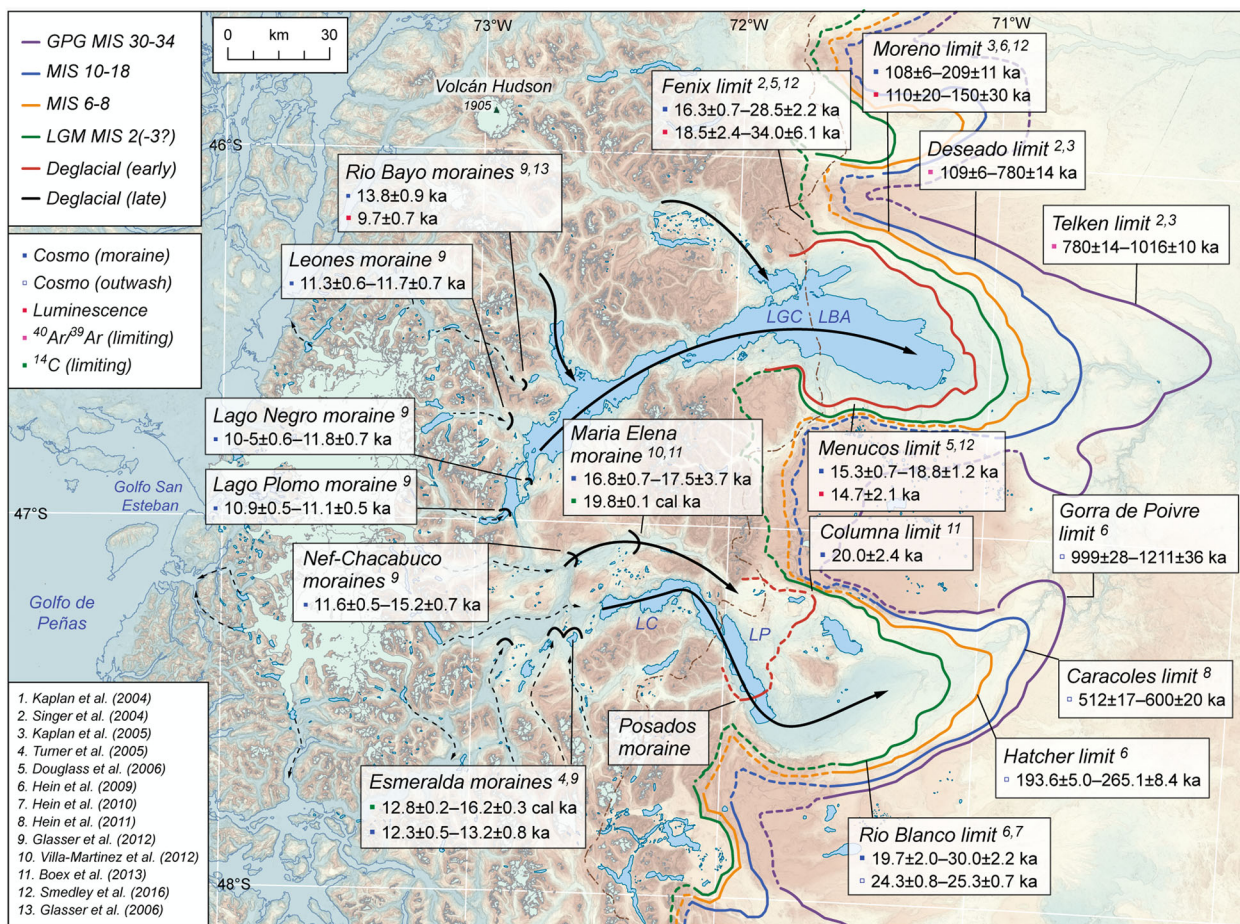 73°W
72°W
71°W
0 km 30
GPG MIS 30-34
MIS 10-18
MIS 6-8
LGM MIS 2(-3?)
Deglacial (early)
Deglacial (late)
Cosmo (moraine)
Cosmo (outwash)
Luminescence
40Ar/39Ar (limiting)
14C (limiting)
Volcán Hudson
1905
46°S
Fenix limit 2,5,12
16.3±0.7–28.5±2.2 ka
18.5±2.4–34.0±6.1 ka
Moreno limit 3,6,12
108±6–209±11 ka
110±20–150±30 ka
Deseado limit 2,3
109±6–780±14 ka
Telken limit 2,3
780±14–1016±10 ka
Rio Bayo moraines 9,13
13.8±0.9 ka
9.7±0.7 ka
Leones moraine 9
11.3±0.6–11.7±0.7 ka
LGC
LBA
Lago Negro moraine 9
10-5±0.6–11.8±0.7 ka
Lago Plomo moraine 9
10.9±0.5–11.1±0.5 ka
Maria Elena
moraine 10,11
16.8±0.7–17.5±3.7 ka
19.8±0.1 cal ka
Menucos limit 5,12
15.3±0.7–18.8±1.2 ka
14.7±2.1 ka
Columna limit 11
20.0±2.4 ka
Gorra de Poivre
limit 6
999±28–1211±36 ka
Golfo San
Esteban
47°S
Golfo de
Peñas
Nef-Chacabuco
moraines 9
11.6±0.5–15.2±0.7 ka
LC
LP
Caracoles limit 8
512±17–600±20 ka
Posados
moraine
Hatcher limit 6
193.6±5.0–265.1±8.4 ka
Esmeralda moraines 4,9
12.8±0.2–16.2±0.3 cal ka
12.3±0.5–13.2±0.8 ka
Rio Blanco limit 6,7
19.7±2.0–30.0±2.2 ka
24.3±0.8–25.3±0.7 ka
48°S
1. Kaplan et al. (2004)
2. Singer et al. (2004)
3. Kaplan et al. (2005)
4. Turner et al. (2005)
5. Douglass et al. (2006)
6. Hein et al. (2009)
7. Hein et al. (2010)
8. Hein et al. (2011)
9. Glasser et al. (2012)
10. Villa-Martinez et al. (2012)
11. Boex et al. (2013)
12. Smedley et al. (2016)
13. Glasser et al. (2006)